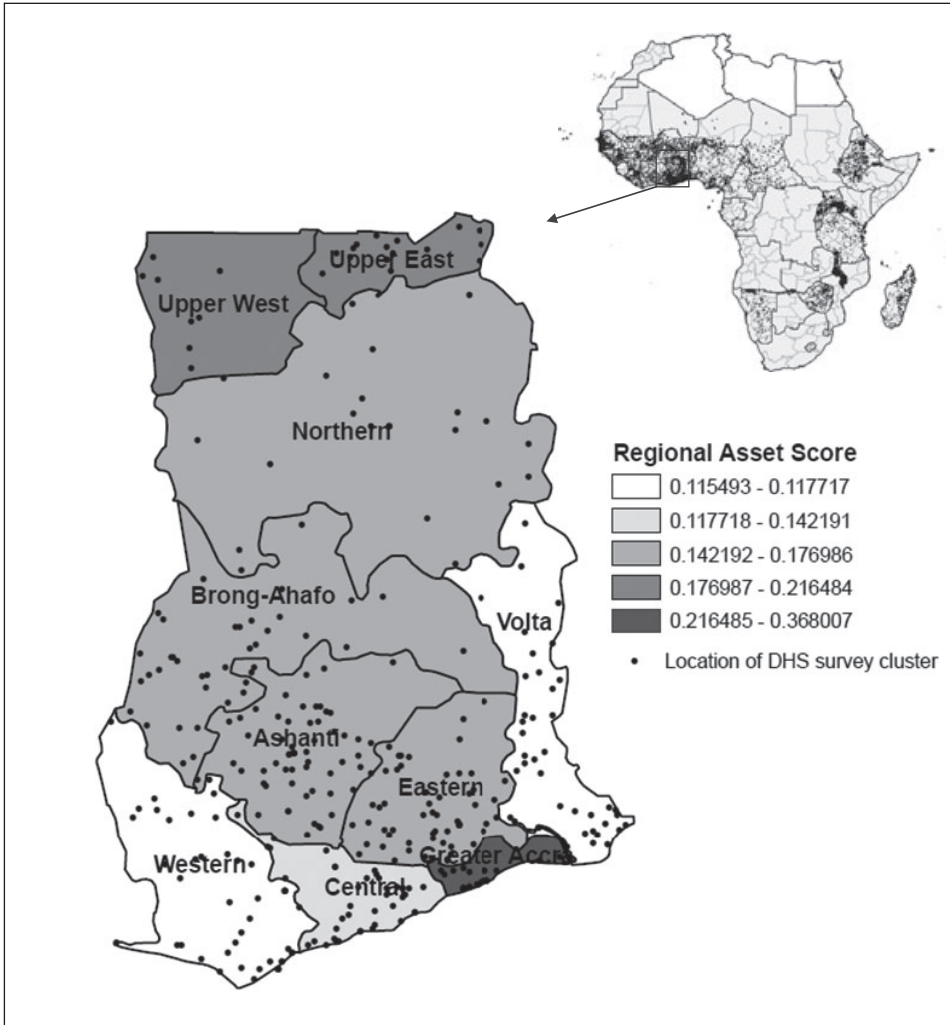 Upper East
Upper West
Northern
Regional Asset Score
0.115493 - 0.117717
0.117718 - 0.142191
0.142192 - 0.176986
0.176987 - 0.216484
0.216485 - 0.368007
Location of DHS survey cluster
Brong-Ahafo
Volta
Ashanti
Eastern
Greater Accra
Western
Central